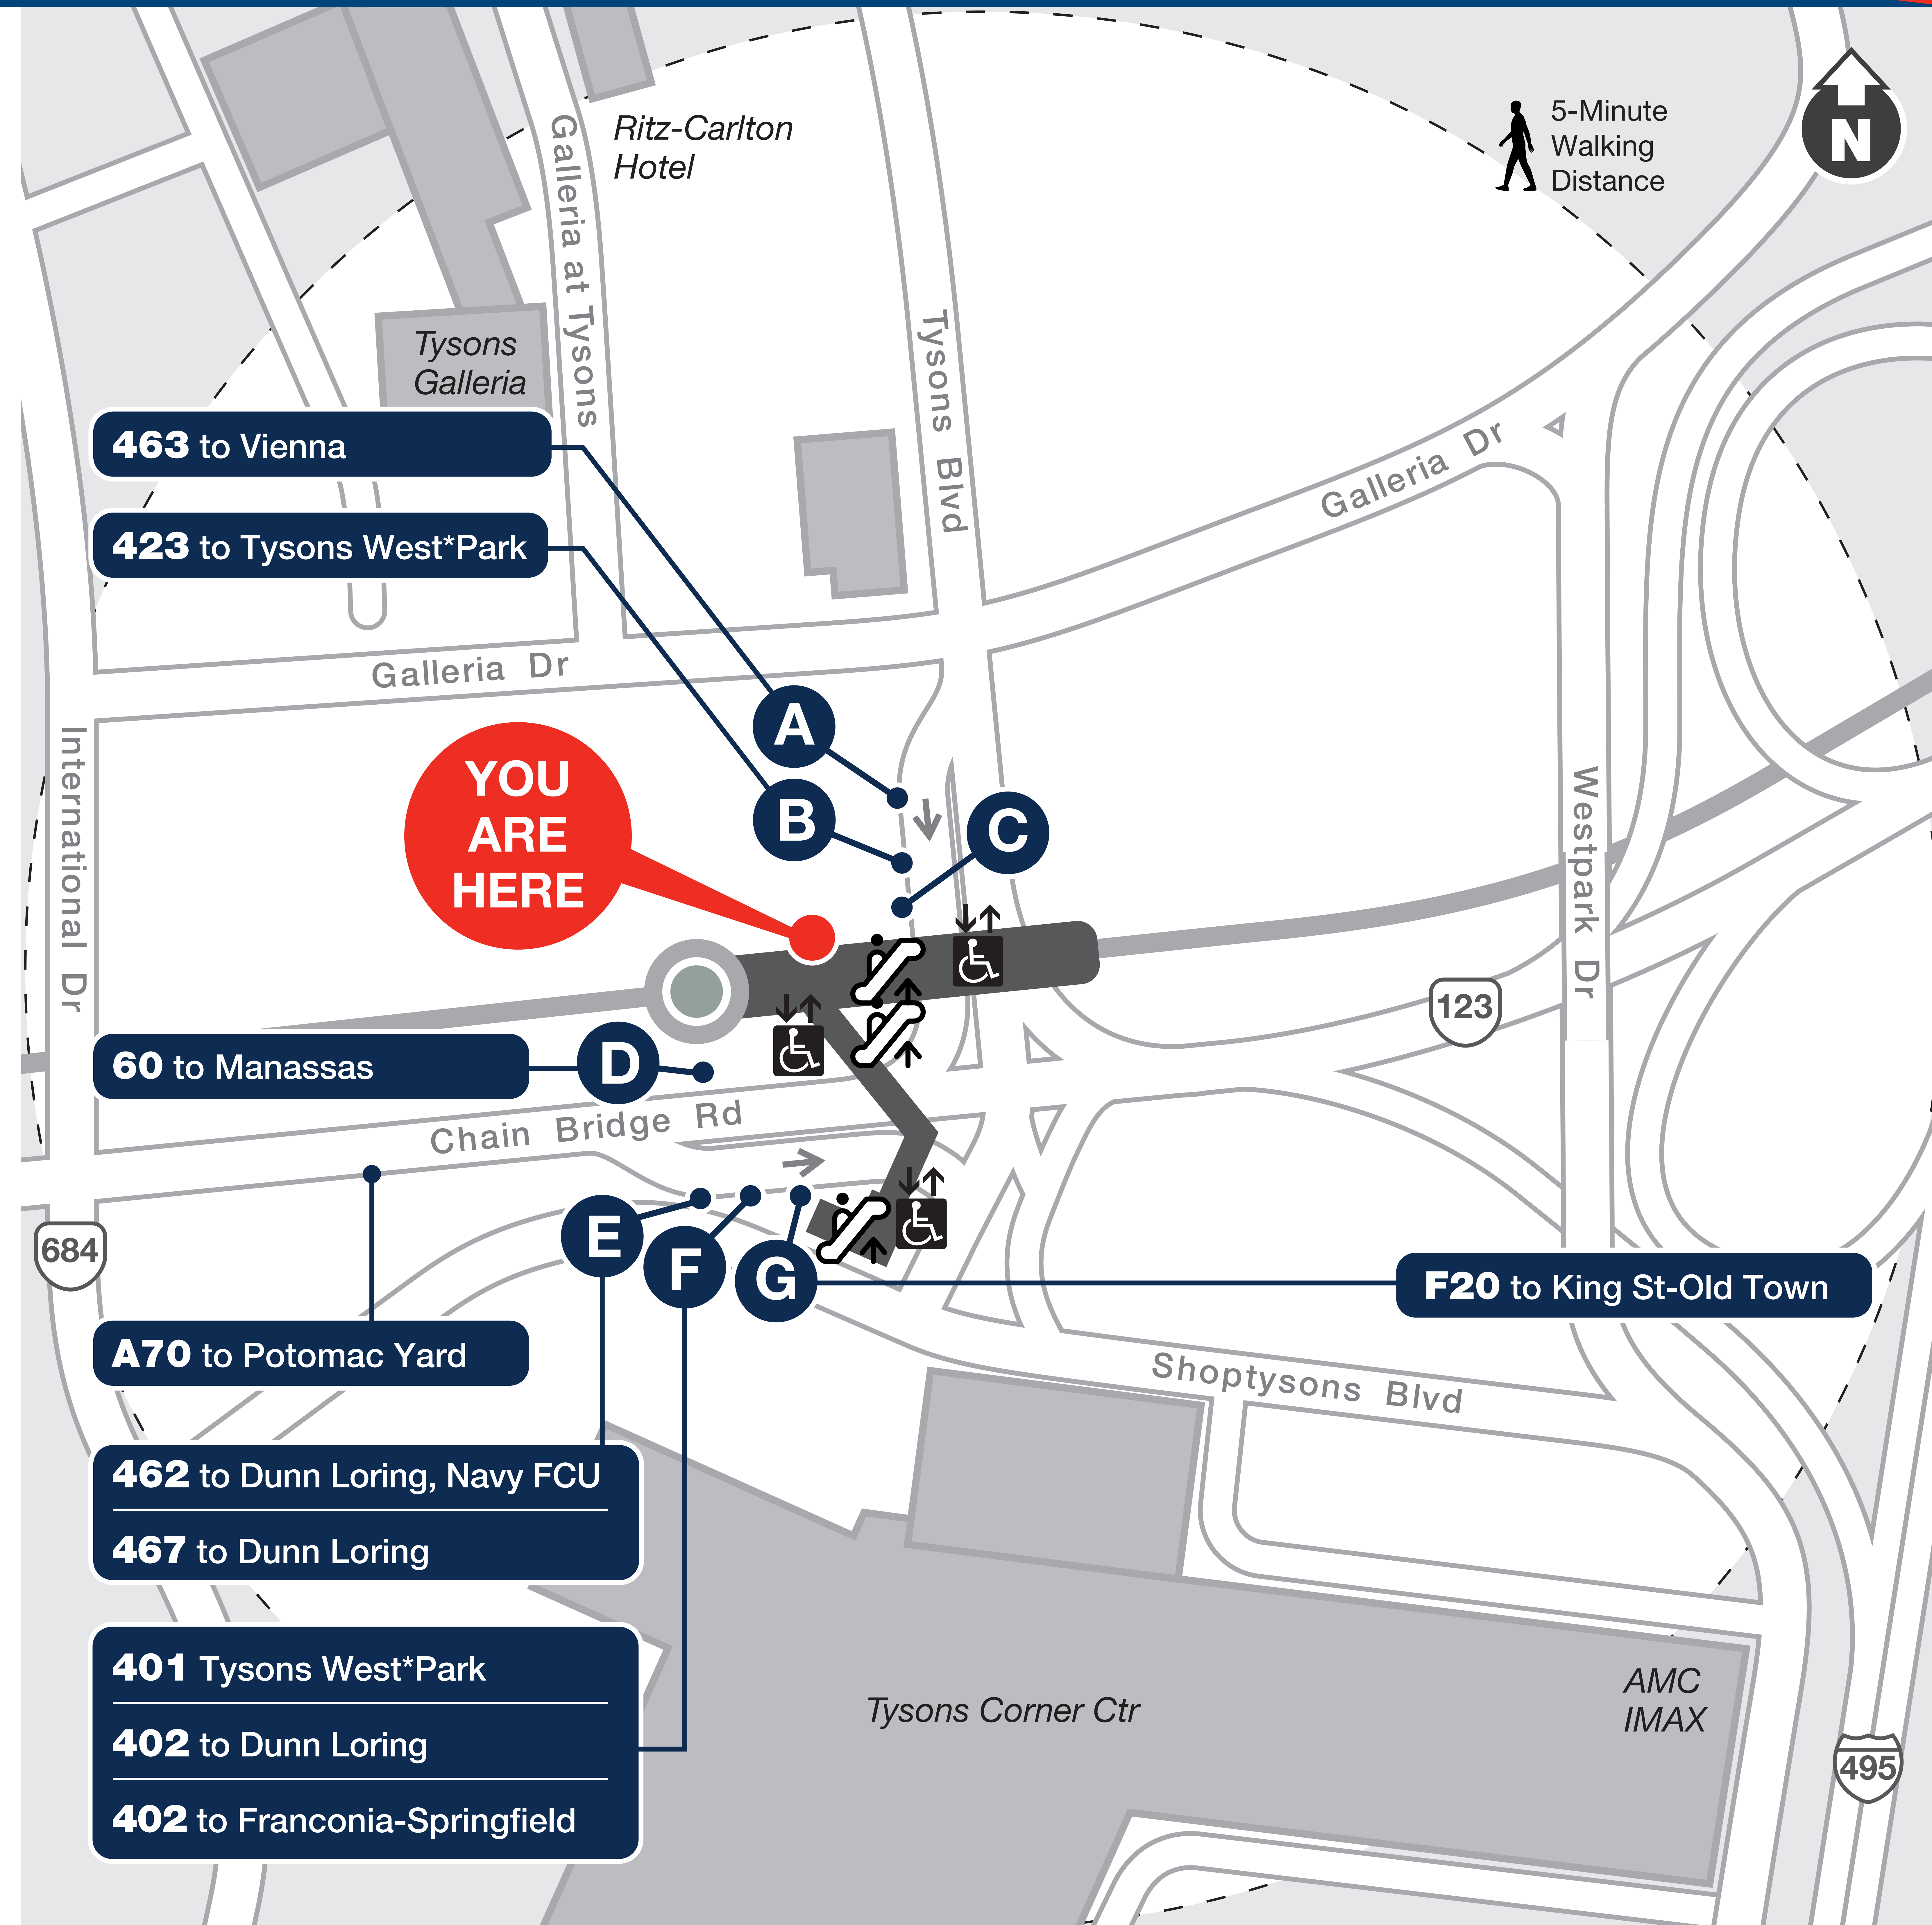 Ritz-Carlton
Hotel
5-Minute
Walking
Distance
N
Galleria at Tysons
Tysons
Galleria
Tysons Blvd
Galleria Dr
463 to Vienna
423 to Tysons West*Park
Galleria Dr
International Dr
YOU
ARE
HERE
A
B
C
Westpark Dr
123
60 to Manassas
D
Chain Bridge Rd
E
F
G
684
F20 to King St-Old Town
A70 to Potomac Yard
Shoptysons Blvd
462 to Dunn Loring, Navy FCU
467 to Dunn Loring
401 Tysons West*Park
402 to Dunn Loring
402 to Franconia-Springfield
Tysons Corner Ctr
AMC
IMAX
495